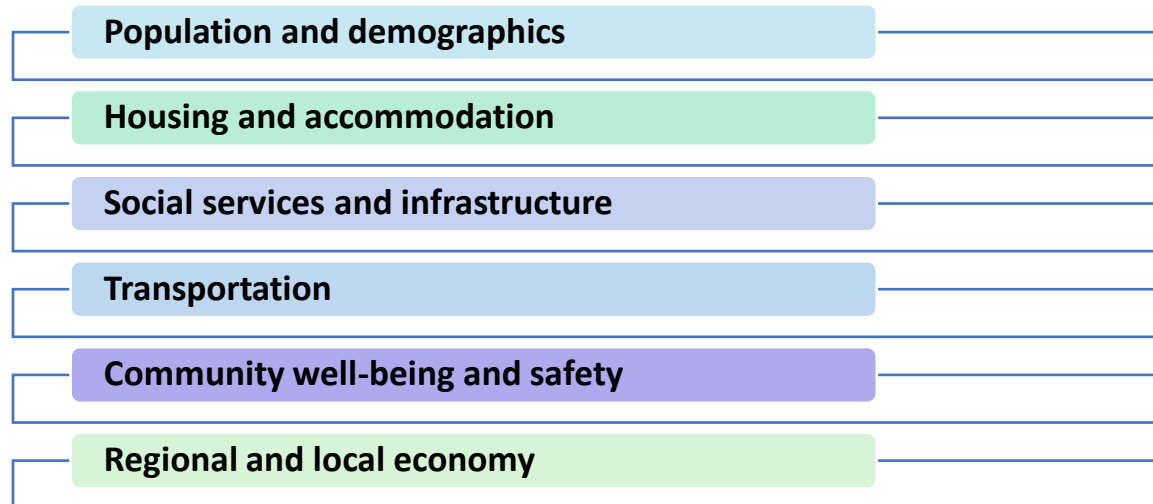 Population and demographics
Housing and accommodation
Social services and infrastructure
Transportation
Community well-being and safety
Regional and local economy